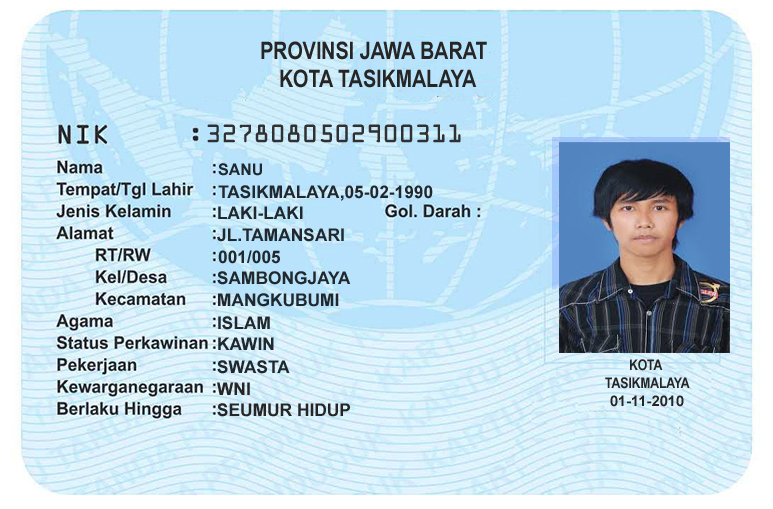 PROVINSI JAWA BARAT
KOTA TASIKMALAYA
NIK :3278080502900311
Nama :SANU
Tempat/Tgl Lahir :TASIKMALAYA,05-02-1990
Jenis Kelamin :LAKI-LAKI Gol. Darah :
Alamat :JL.TAMANSARI
RT/RW :001/005
Kel/Desa :SAMBONGJAYA
Kecamatan :MANGKUBUMI
Agama :ISLAM
Status Perkawinan :KAWIN
Pekerjaan :SWASTA
Kewarganegaraan :WNI
Berlaku Hingga :SEUMUR HIDUP
KOTA
TASIKMALAYA
01-11-2010